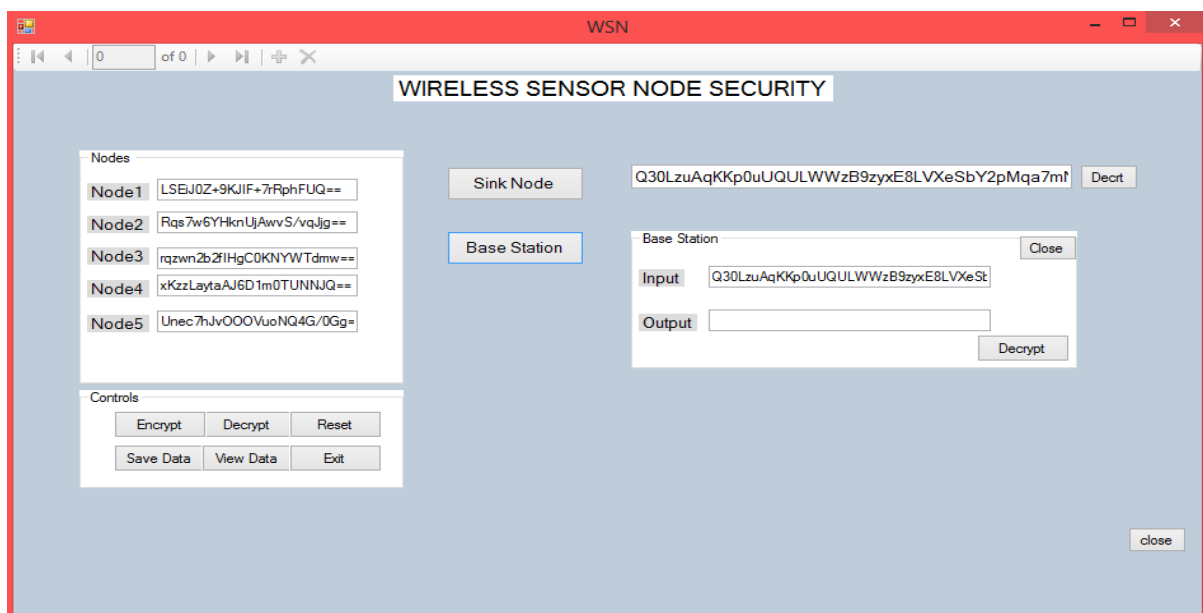 WSN
0 of 0
WIRELESS SENSOR NODE SECURITY
Nodes
Node1 LSEiJ0Z+9KJIF+7rRphFUQ==
Node2 Rqs7w6YHknUjAwvS/vqJjg==
Node3 rqzwn2b2fIHgC0KNYWTdmw==
Node4 xKzzLaytaAJ6D1m0TUNNJQ==
Node5 Unec7hJvOOOVuoNQ4G/0Gg=
Controls
Encrypt Decrypt Reset
Save Data View Data Exit
Sink Node
Base Station
Q30LzuAqKKp0uUQULWWzB9zyxE8LVXeSbY2pMqa7m Decrt
Base Station
Close
Input Q30LzuAqKKp0uUQULWWzB9zyxE8LVXeSb
Output
Decrypt
close